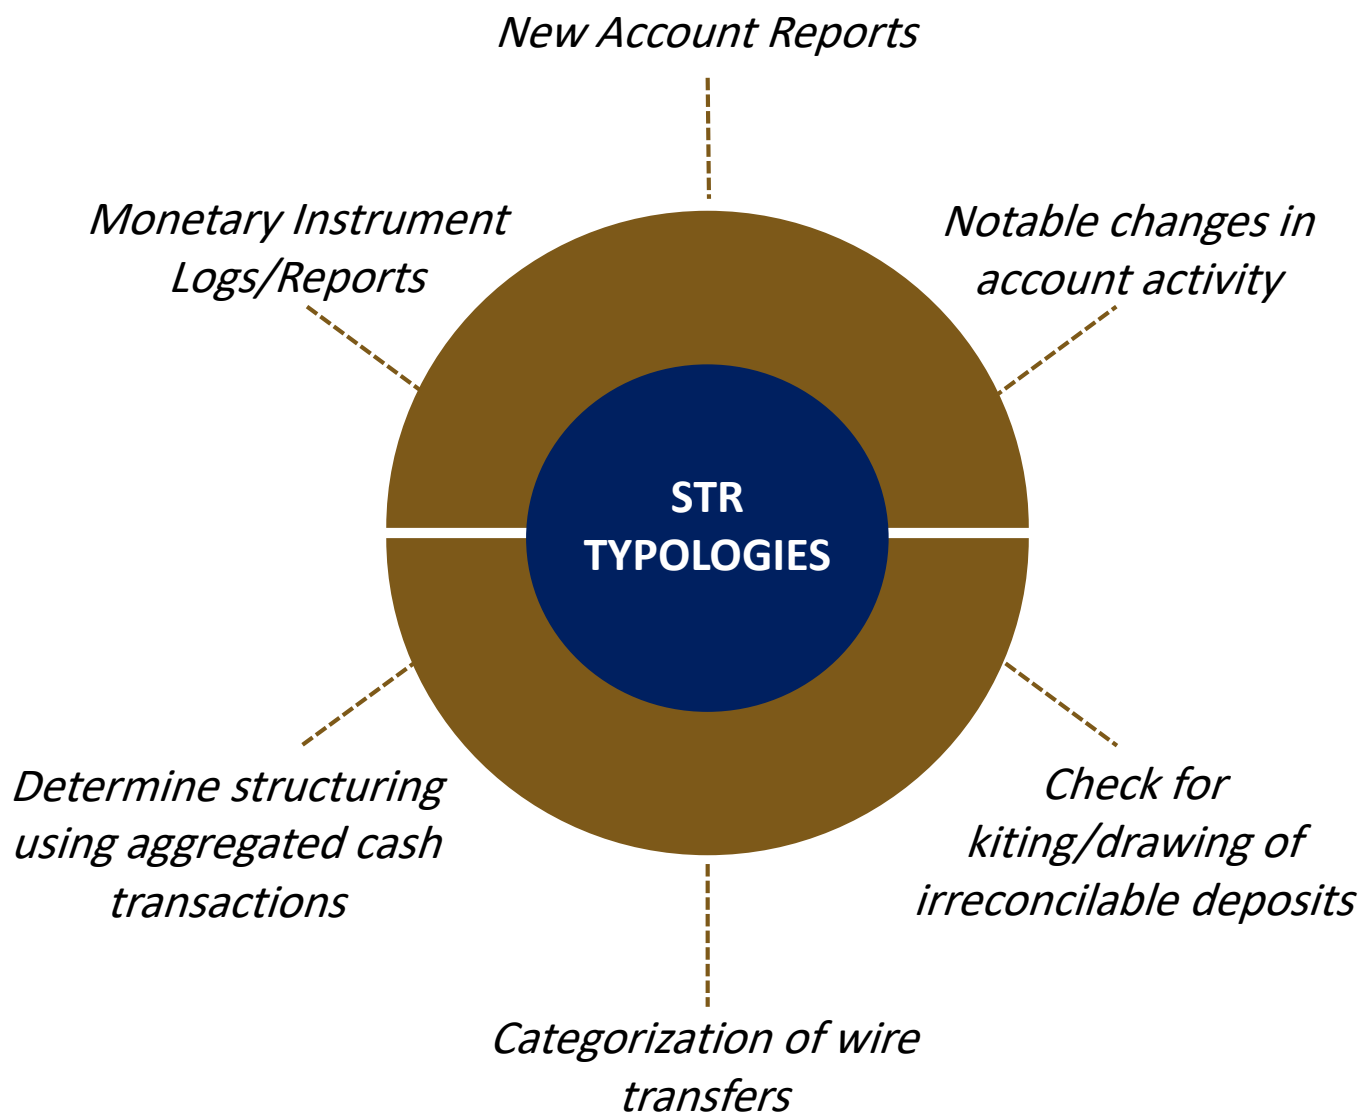 New Account Reports
Monetary Instrument
Logs/Reports
Notable changes in
account activity
STR
TYPOLOGIES
Determine structuring
using aggregated cash
transactions
Check for
kiting/drawing of
irreconcilable deposits
Categorization of wire
transfers